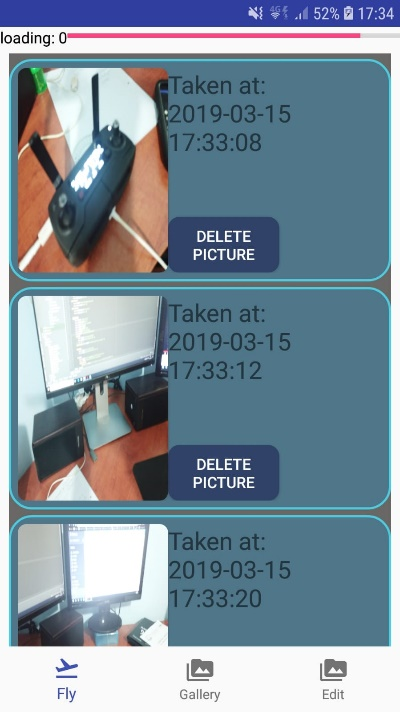 52% 17:34
loading: 0
Taken at:
2019-03-15
17:33:08
DELETE
PICTURE
Taken at:
2019-03-15
17:33:12
DELETE
PICTURE
Taken at:
2019-03-15
17:33:20
Fly
Gallery
Edit